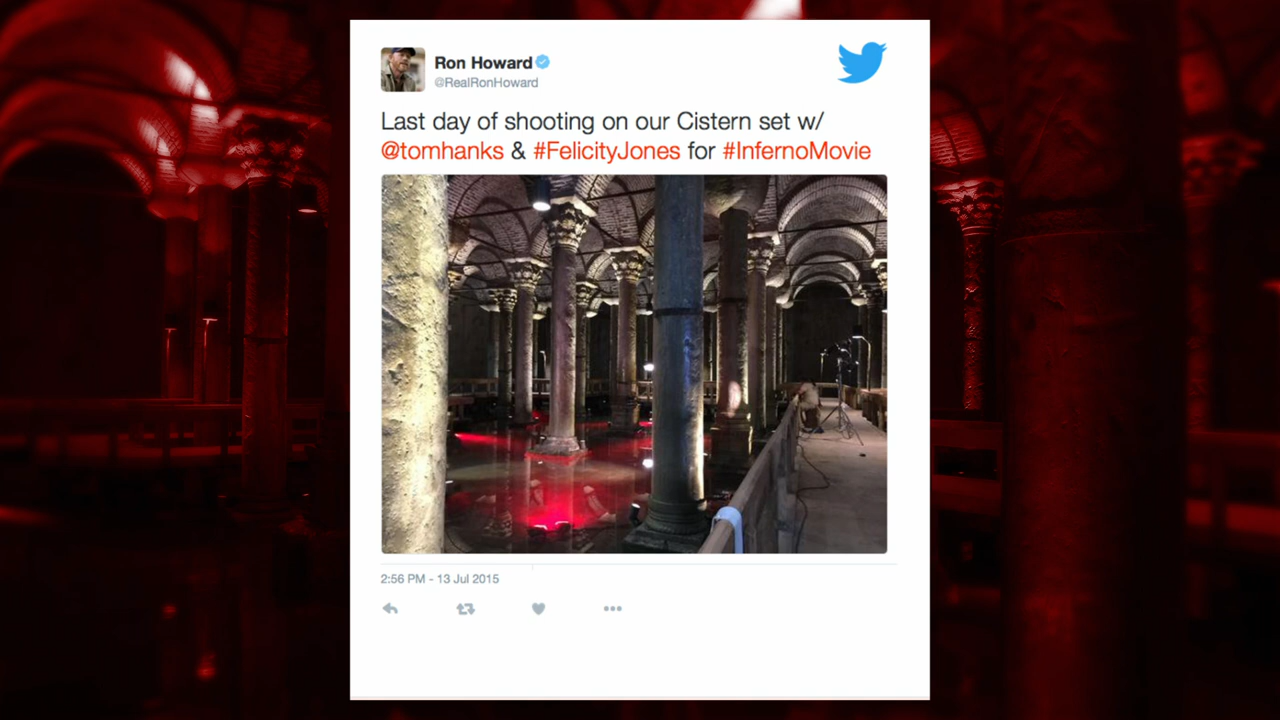 Ron Howard
@RealRonHoward
Last day of shooting on our Cistern set w/
@tomhanks & #FelicityJones for #InfernoMovie
2:56 PM - 13 Jul 2015